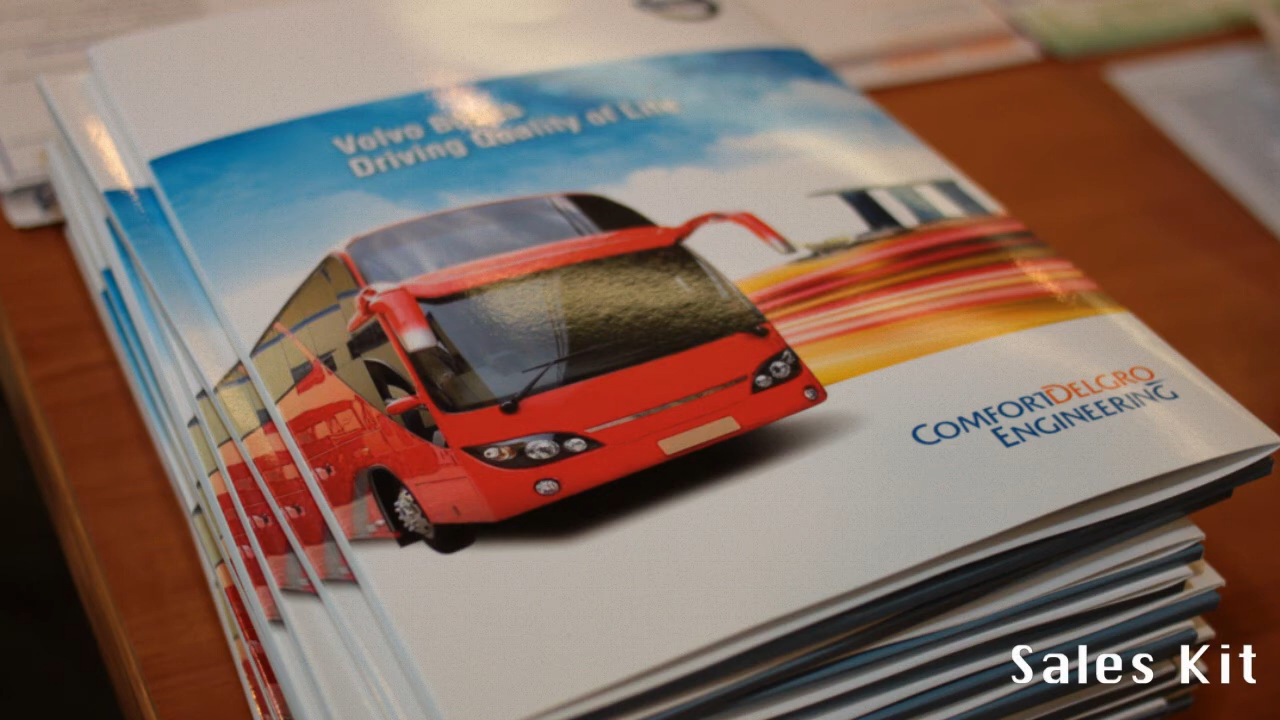 Volvo Buses
Driving Quality of Life
COMFORTDELGRO
ENGINEERING
Sales Kit